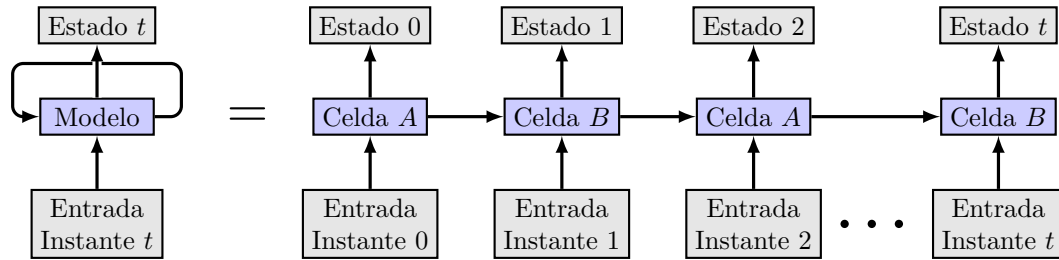 Estado t
Estado 0
Estado 1
Estado 2
Estado t
Modelo
=
Celda A
Celda B
Celda A
Celda B
Entrada
Instante t
Entrada
Instante 0
Entrada
Instante 1
Entrada
Instante 2
. . .
Entrada
Instante t